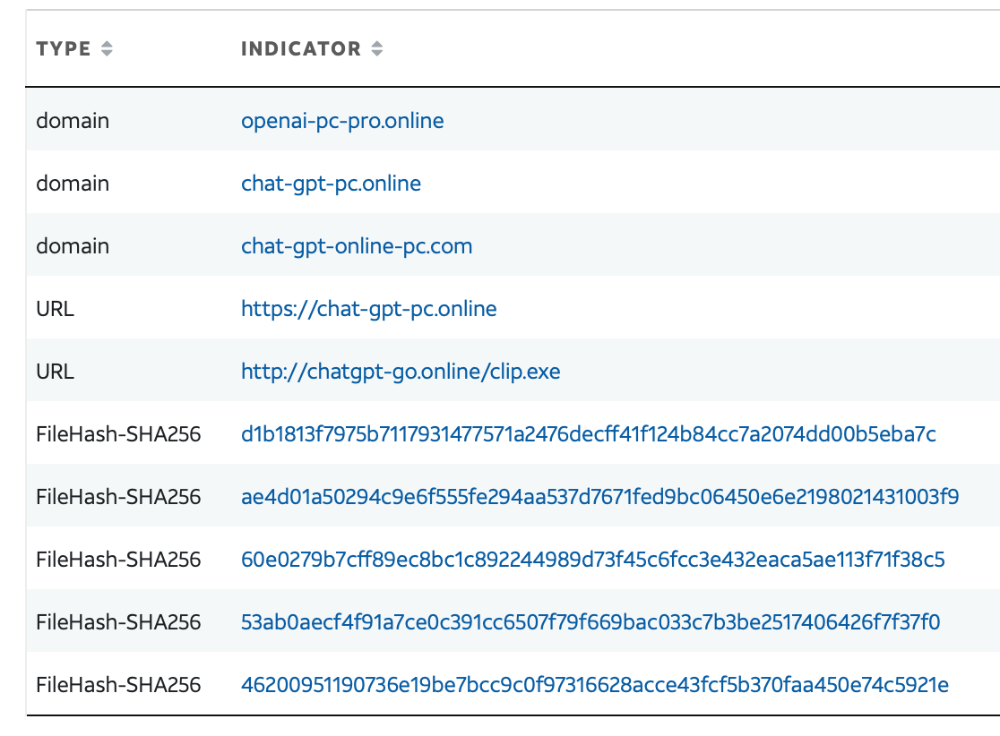 TYPE INDICATOR
domain openai-pc-pro.online
domain chat-gpt-pc.online
domain chat-gpt-online-pc.com
URL https://chat-gpt-pc.online
URL http://chatgpt-go.online/clip.exe
FileHash-SHA256 d1b1813f7975b7117931477571a2476decff41f124b84cc7a2074dd00b5eba7c
FileHash-SHA256 ae4d01a50294c9e6f555fe294aa537d7671fed9bc06450e6e2198021431003f9
FileHash-SHA256 60e0279b7cff89ec8bc1c892244989d73f45c6fcc3e432eaca5ae113f71f38c5
FileHash-SHA256 53ab0aecf4f91a7ce0c391cc6507f79f669bac033c7b3be2517406426f7f37f0
FileHash-SHA256 46200951190736e19be7bcc9c0f97316628acce43fcf5b370faa450e74c5921e